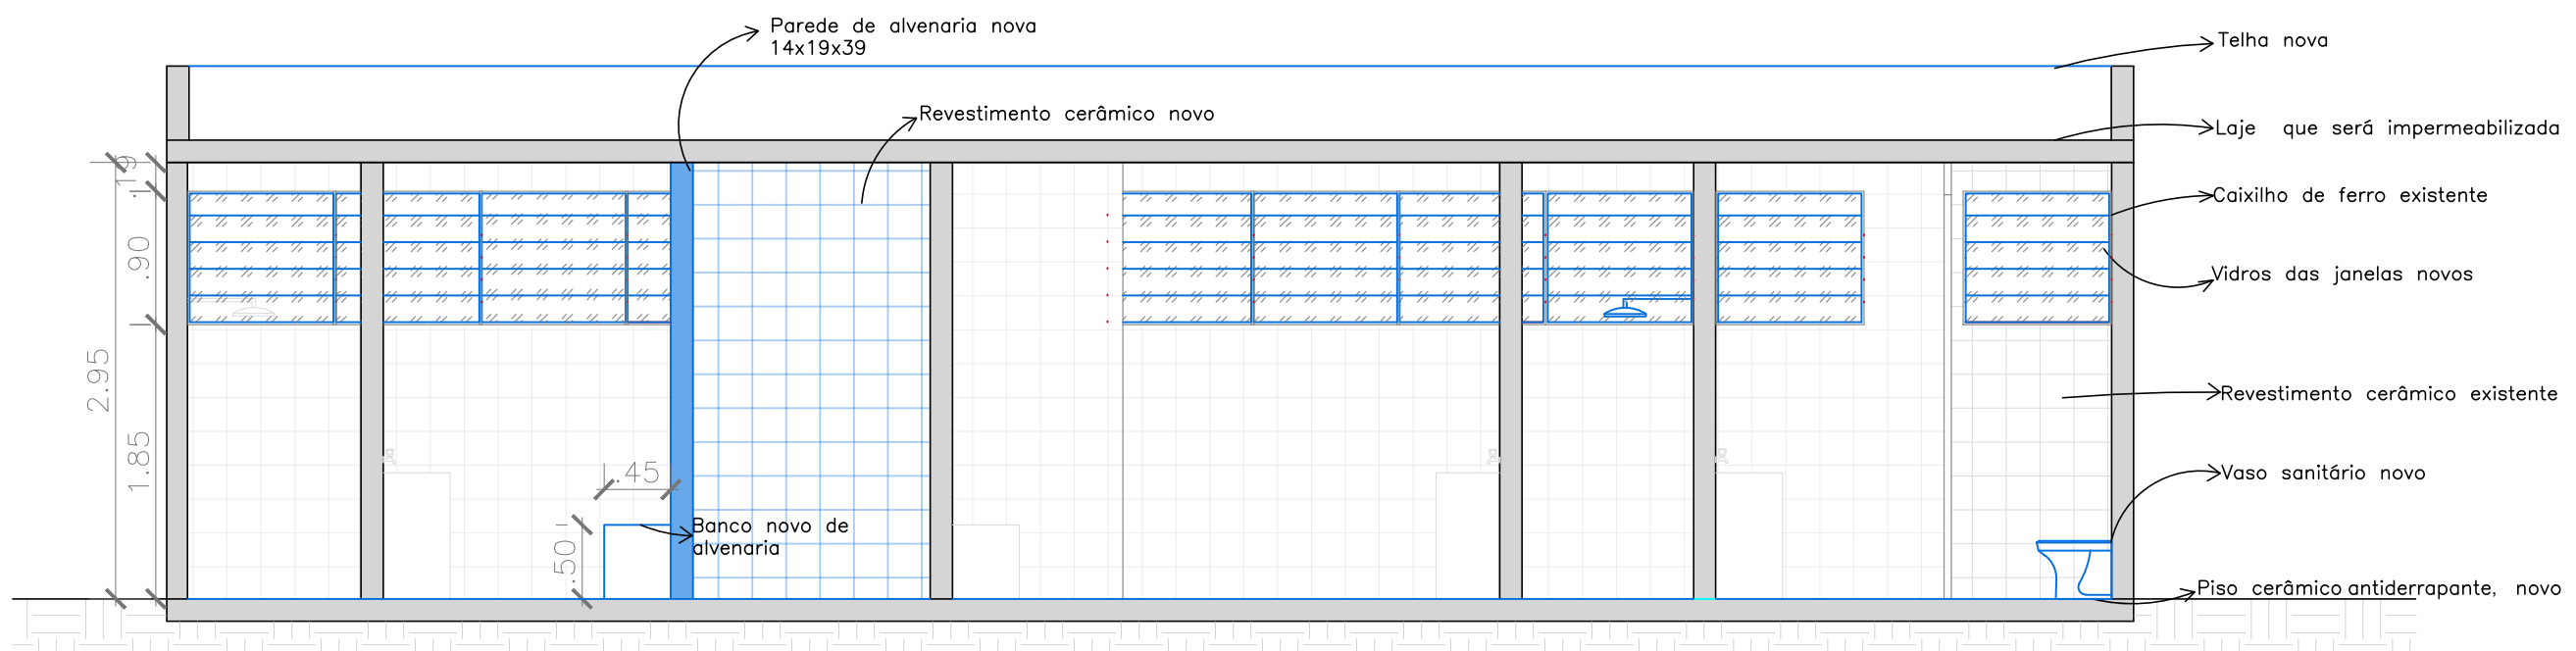 Parede de alvenaria nova
14x19x39
Telha nova
Revestimento cerâmico novo
Laje que será impermeabilizada
.19
Caixilho de ferro existente
.90
Vidros das janelas novos
2.95
Revestimento cerâmico existente
1.85
.45
Vaso sanitário novo
Banco novo de
alvenaria
.50
Piso cerâmico antiderrapante, novo